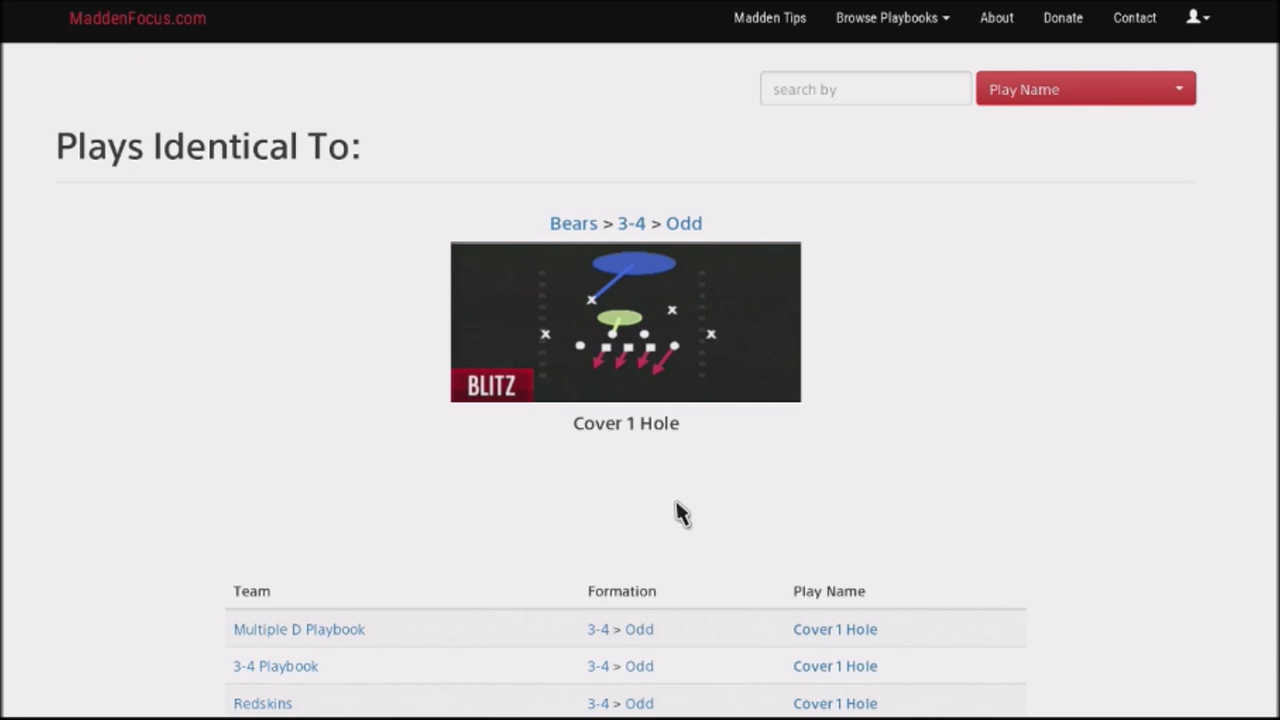 MaddenFocus.com Madden Tips Browse Playbooks About Donate Contact
search by Play Name
Plays Identical To:
Bears > 3-4 > Odd
x
x
x
x
BLITZ
Cover 1 Hole
Team Formation Play Name
Multiple D Playbook 3-4 > Odd Cover 1 Hole
3-4 Playbook 3-4 > Odd Cover 1 Hole
Redskins 3-4 > Odd Cover 1 Hole